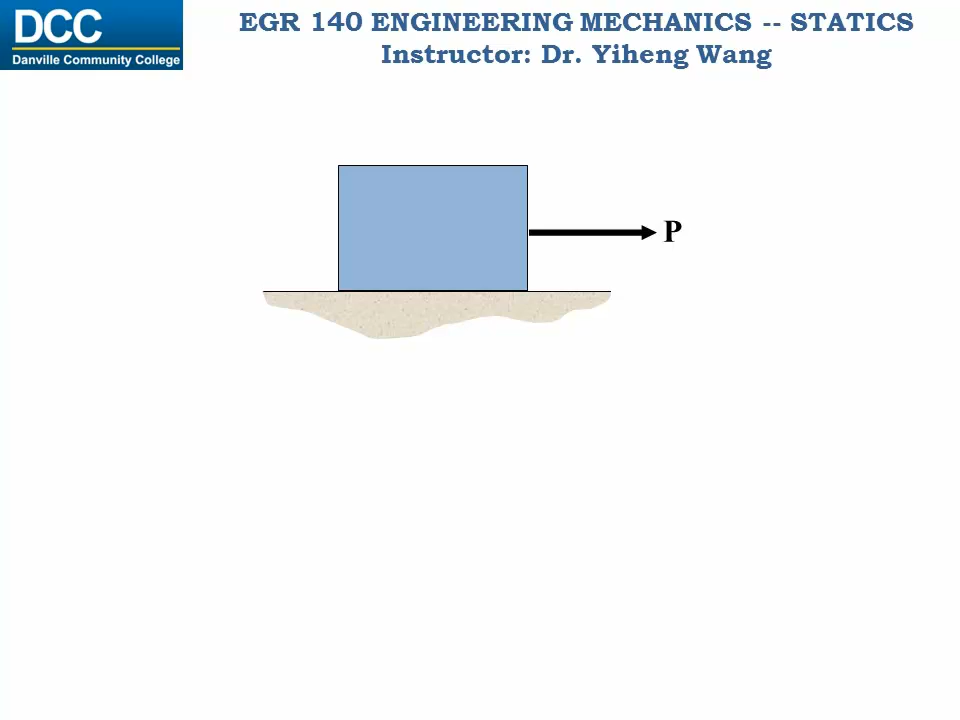 DCC
Danville Community College
EGR 140 ENGINEERING MECHANICS -- STATICS
Instructor: Dr. Yiheng Wang
P